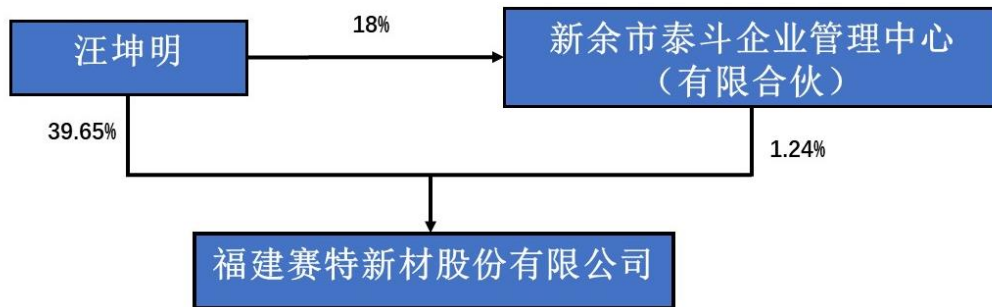 18%
汪坤明
新余市泰斗企业管理中心
（有限合伙）
39.65%
1.24%
福建赛特新材股份有限公司